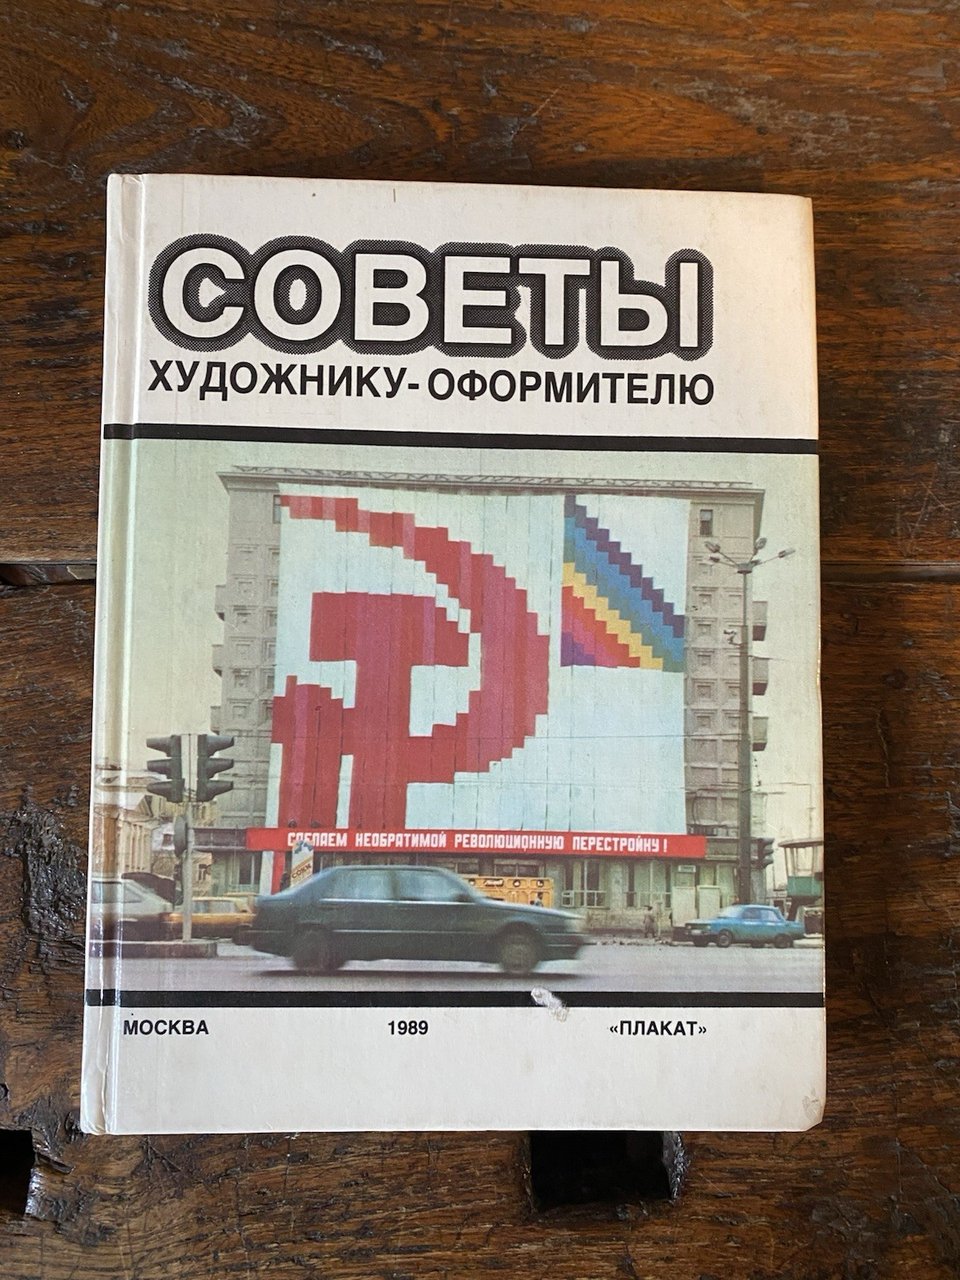 СОВЕТЫ
ХУДОЖНИКУ-ОФОРМИТЕЛЮ
СДЕЛАЕМ НЕОБРАТИМОЙ РЕВОЛЮЦИОННУЮ ПЕРЕСТРОЙКУ!
МОСКВА 1989 «ПЛАКАТ»